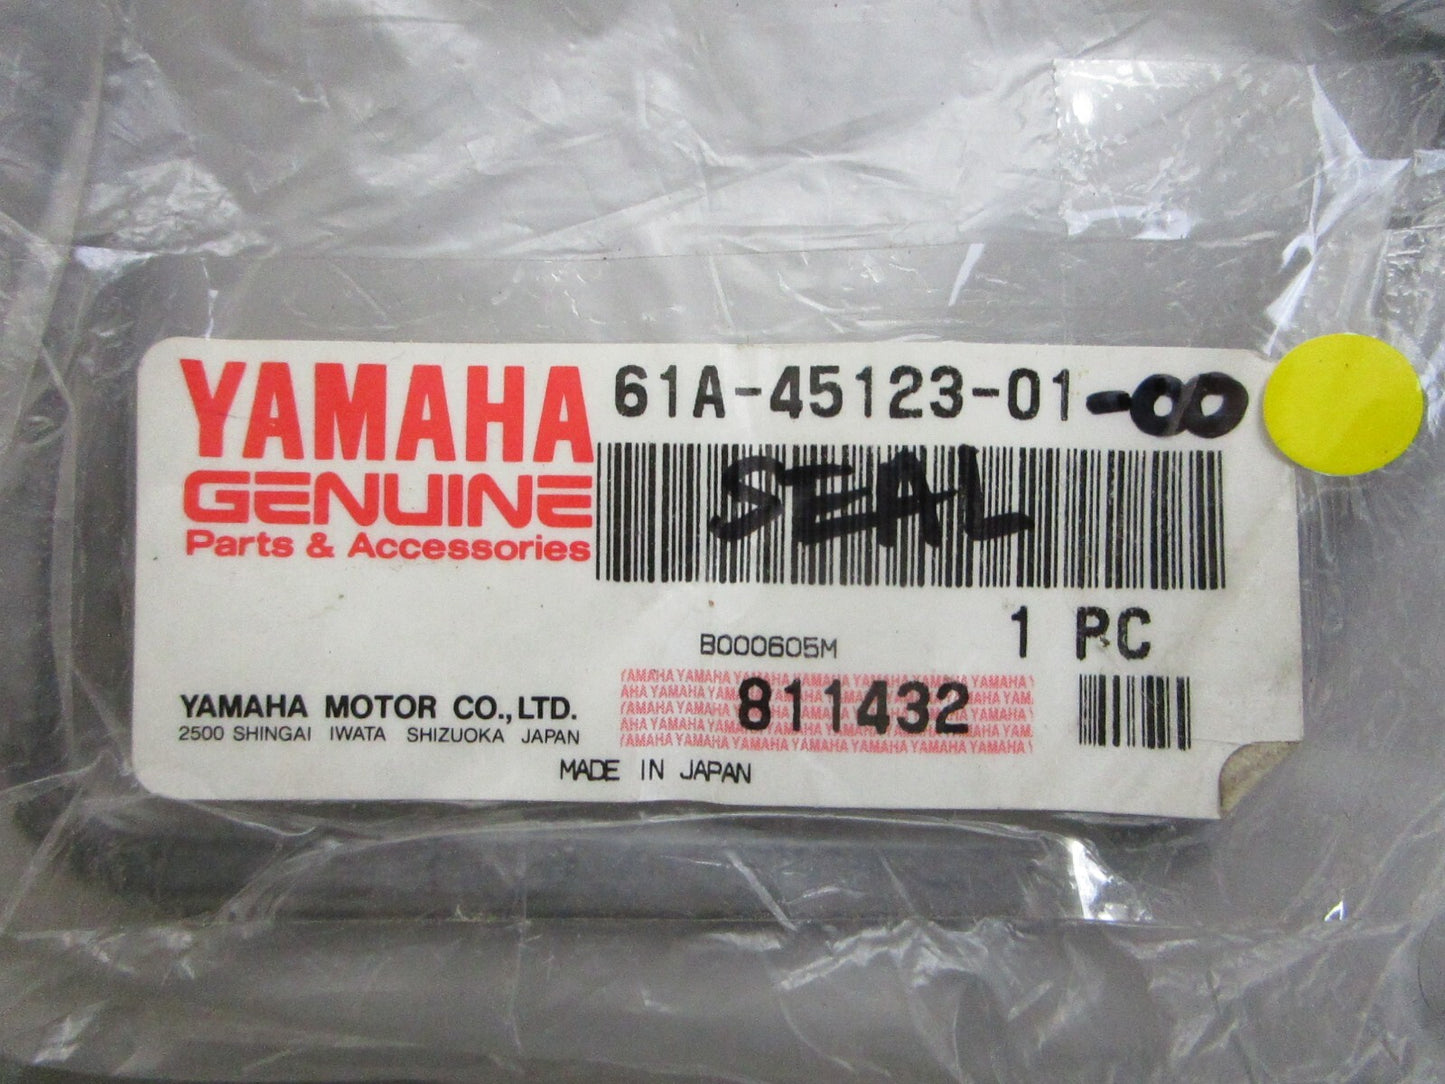 YAMAHA
GENUINE
Parts & Accessories
61A-45123-01-00
SEAL
1 PC
B000605M
YAMAHA MOTOR CO.,LTD.
2500 SHINGAI IWATA SHIZUOKA JAPAN
811432
MADE IN JAPAN